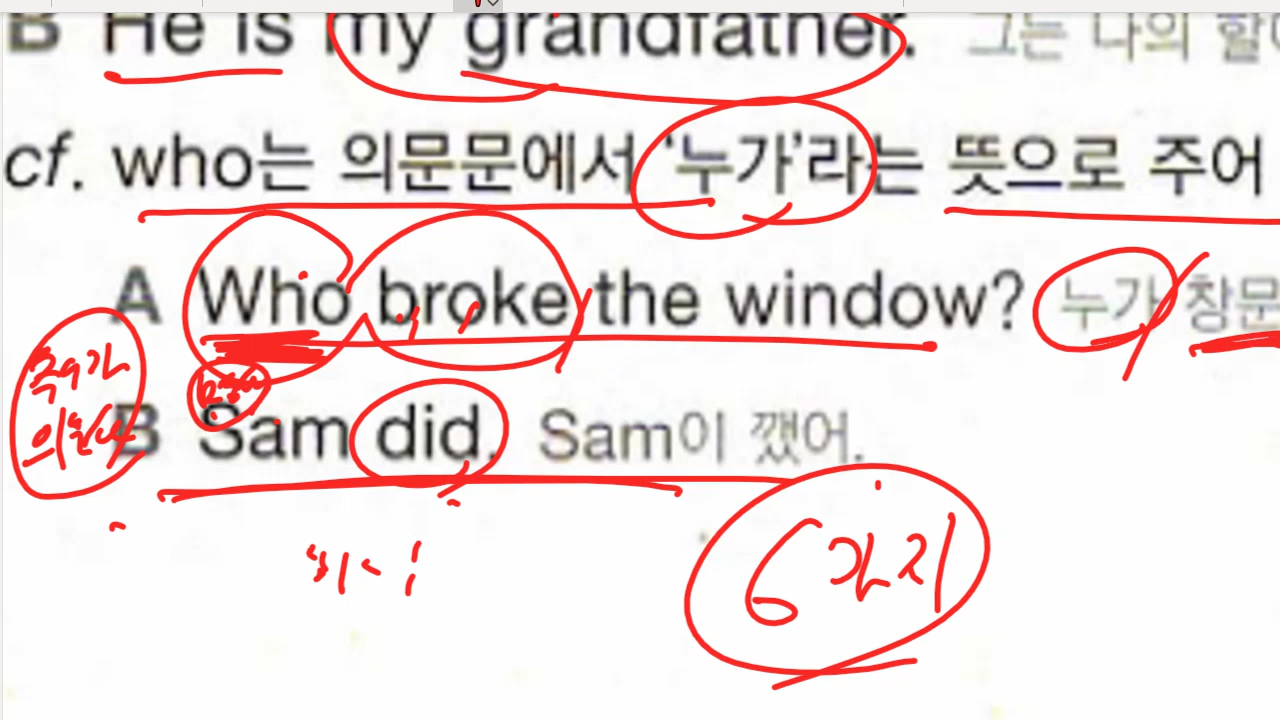 B He is my grandfather. 그는 나의 할
cf. who는 의문문에서 '누가'라는 뜻으로 주어
A Who broke the window? 누가 창문
B Sam did. Sam이 깼어.
6가지